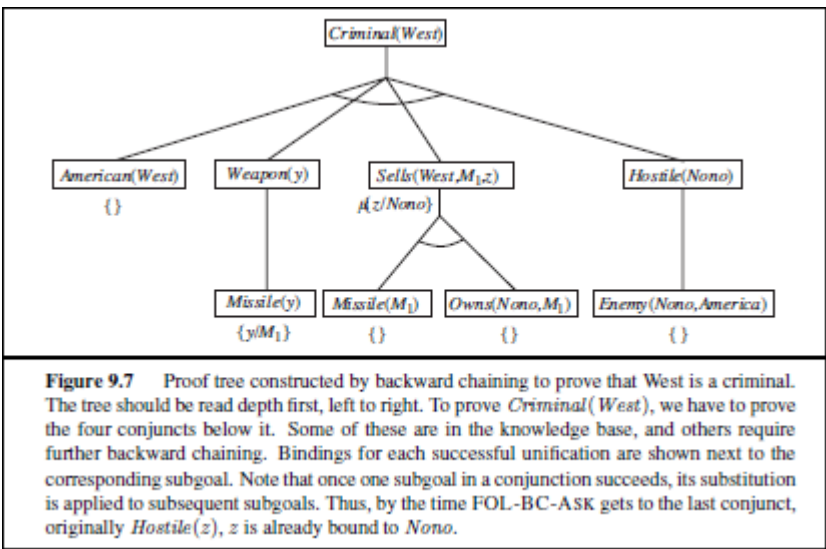 Criminal(West)
American(West) Weapon(y) Sells(West,M₁,z) Hostile(Nono)
{ } { z/Nono}
Missile(y) Missile(M₁) Owns(Nono,M₁) Enemy(Nono,America)
{y/M₁} { } { } { }
Figure 9.7 Proof tree constructed by backward chaining to prove that West is a criminal.
The tree should be read depth first, left to right. To prove Criminal(West), we have to prove
the four conjuncts below it. Some of these are in the knowledge base, and others require
further backward chaining. Bindings for each successful unification are shown next to the
corresponding subgoal. Note that once one subgoal in a conjunction succeeds, its substitution
is applied to subsequent subgoals. Thus, by the time FOL-BC-ASK gets to the last conjunct,
originally Hostile(z), z is already bound to Nono.